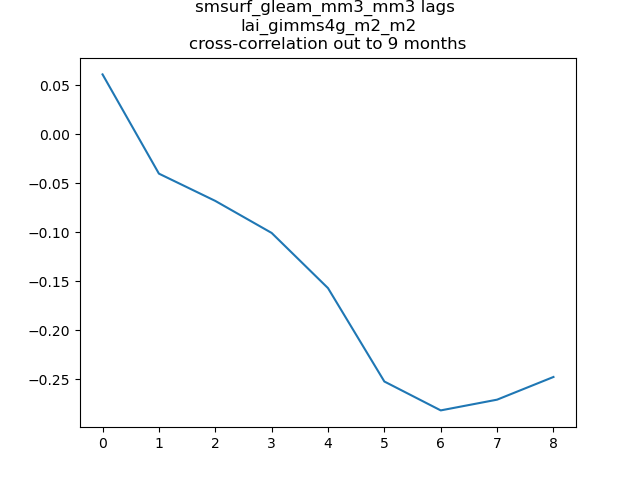 smsurf_gleam_mm3_mm3 lags
lai_gimms4g_m2_m2
cross-correlation out to 9 months
0.05
0.00
−0.05
−0.10
−0.15
−0.20
−0.25
0 1 2 3 4 5 6 7 8